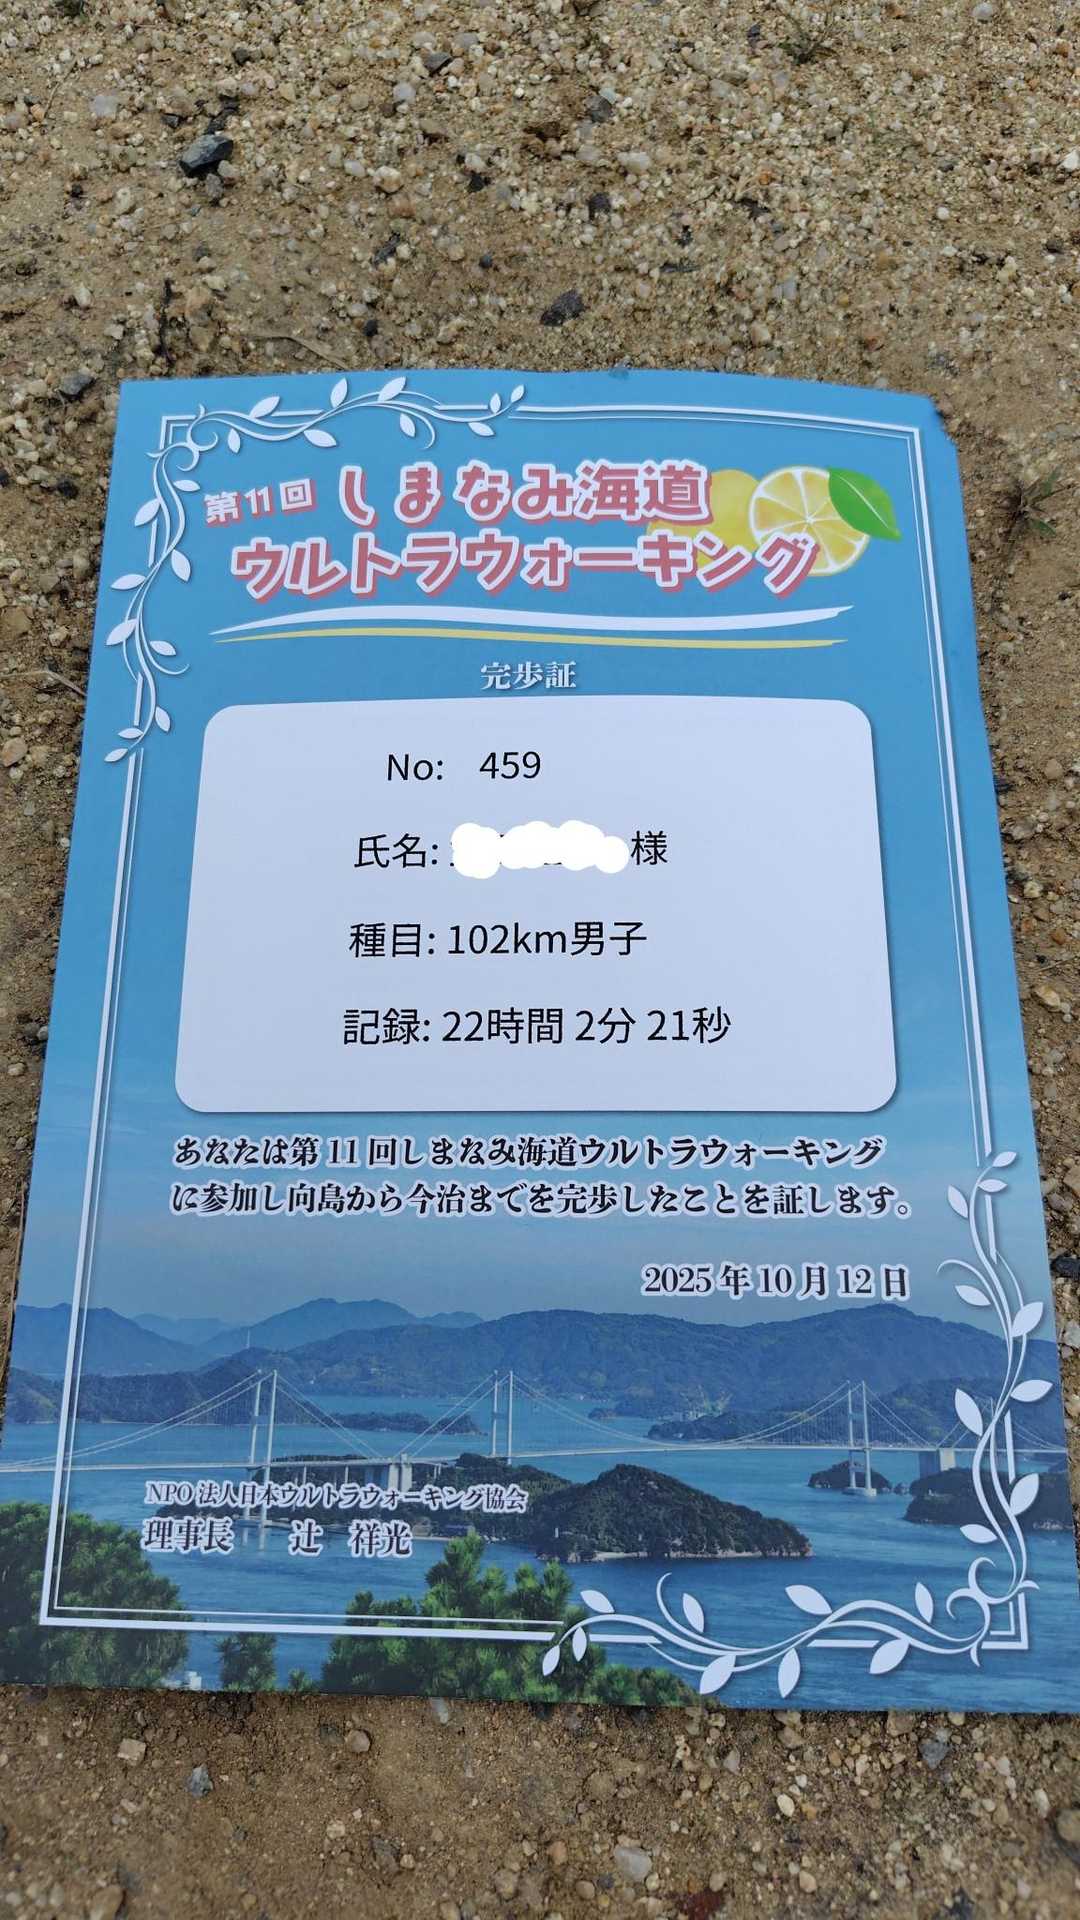 第11回 しまなみ海道
ウルトラウォーキング
完歩証
No: 459
氏名: 様
種目: 102km男子
記録: 22時間 2分 21秒
あなたは第11回しまなみ海道ウルトラウォーキング
に参加し向島から今治までを完歩したことを証します。
2025年10月12日
NPO法人日本ウルトラウォーキング協会
理事長 辻 祥光